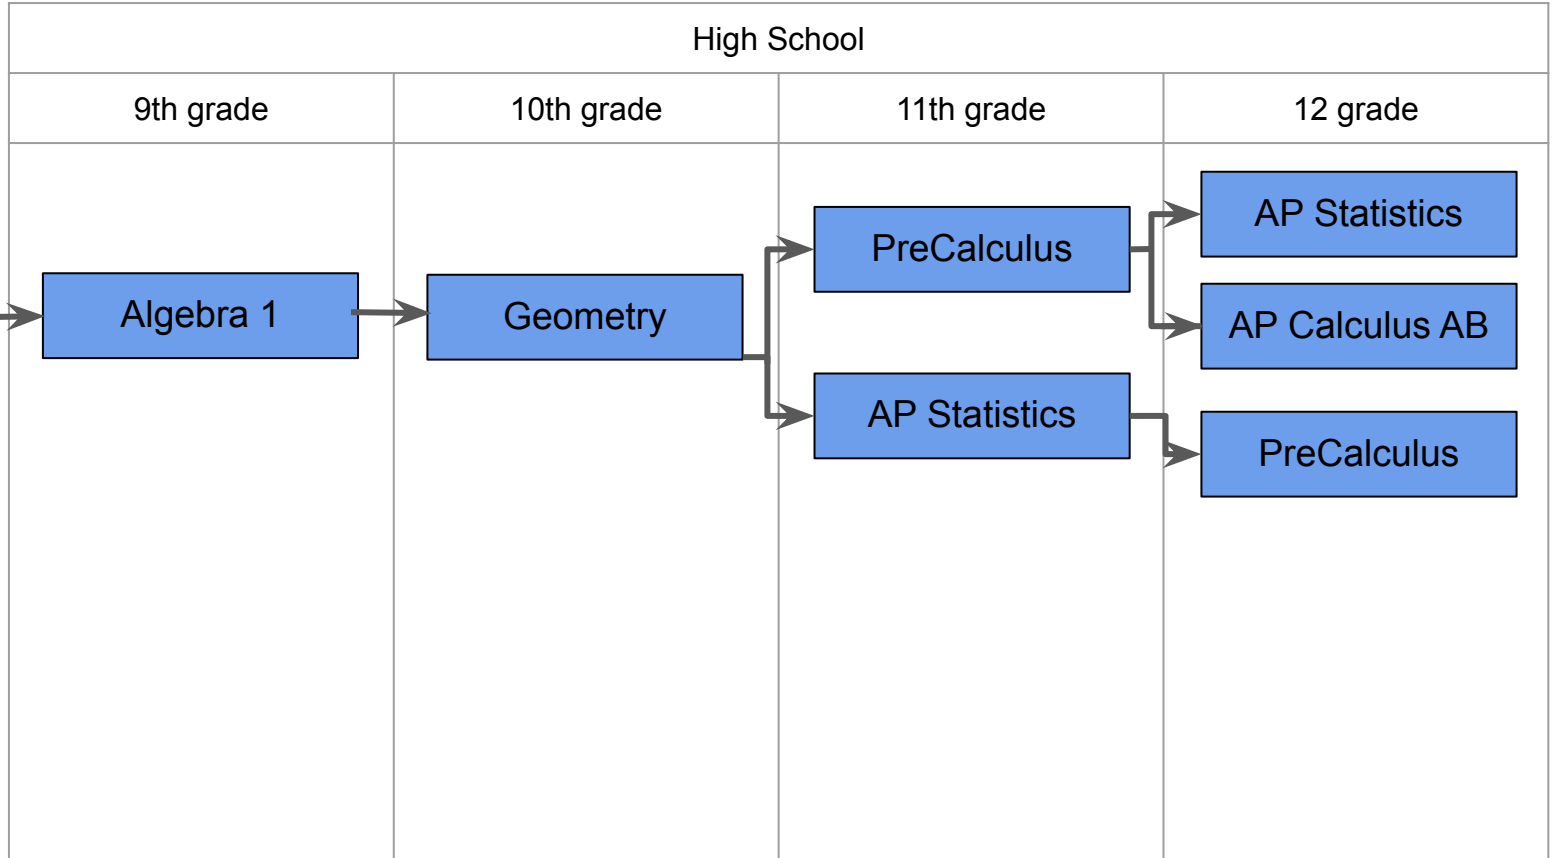 High School
9th grade
10th grade
11th grade
12 grade
Algebra 1
Geometry
PreCalculus
AP Statistics
AP Statistics
AP Calculus AB
PreCalculus